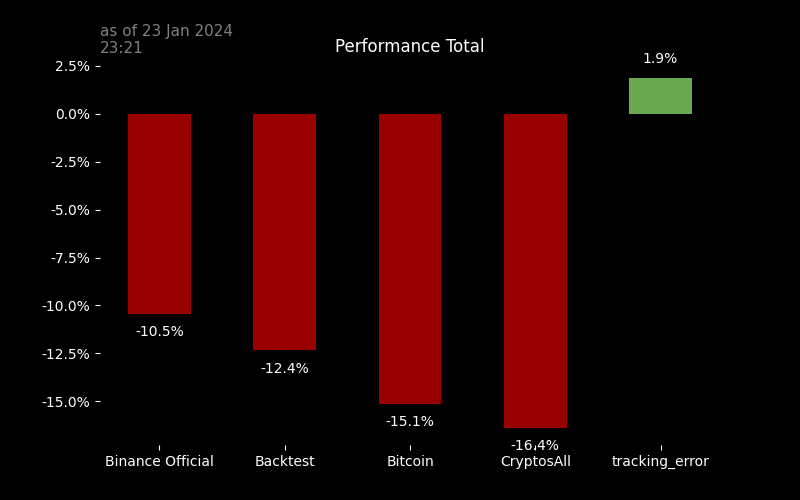 as of 23 Jan 2024
23:21
Performance Total
1.9%
2.5%
0.0%
-2.5%
-5.0%
-7.5%
-10.0%
-12.5%
-15.0%
-10.5%
-12.4%
-15.1%
-16.4%
Binance Official
Backtest
Bitcoin
CryptosAll
tracking_error